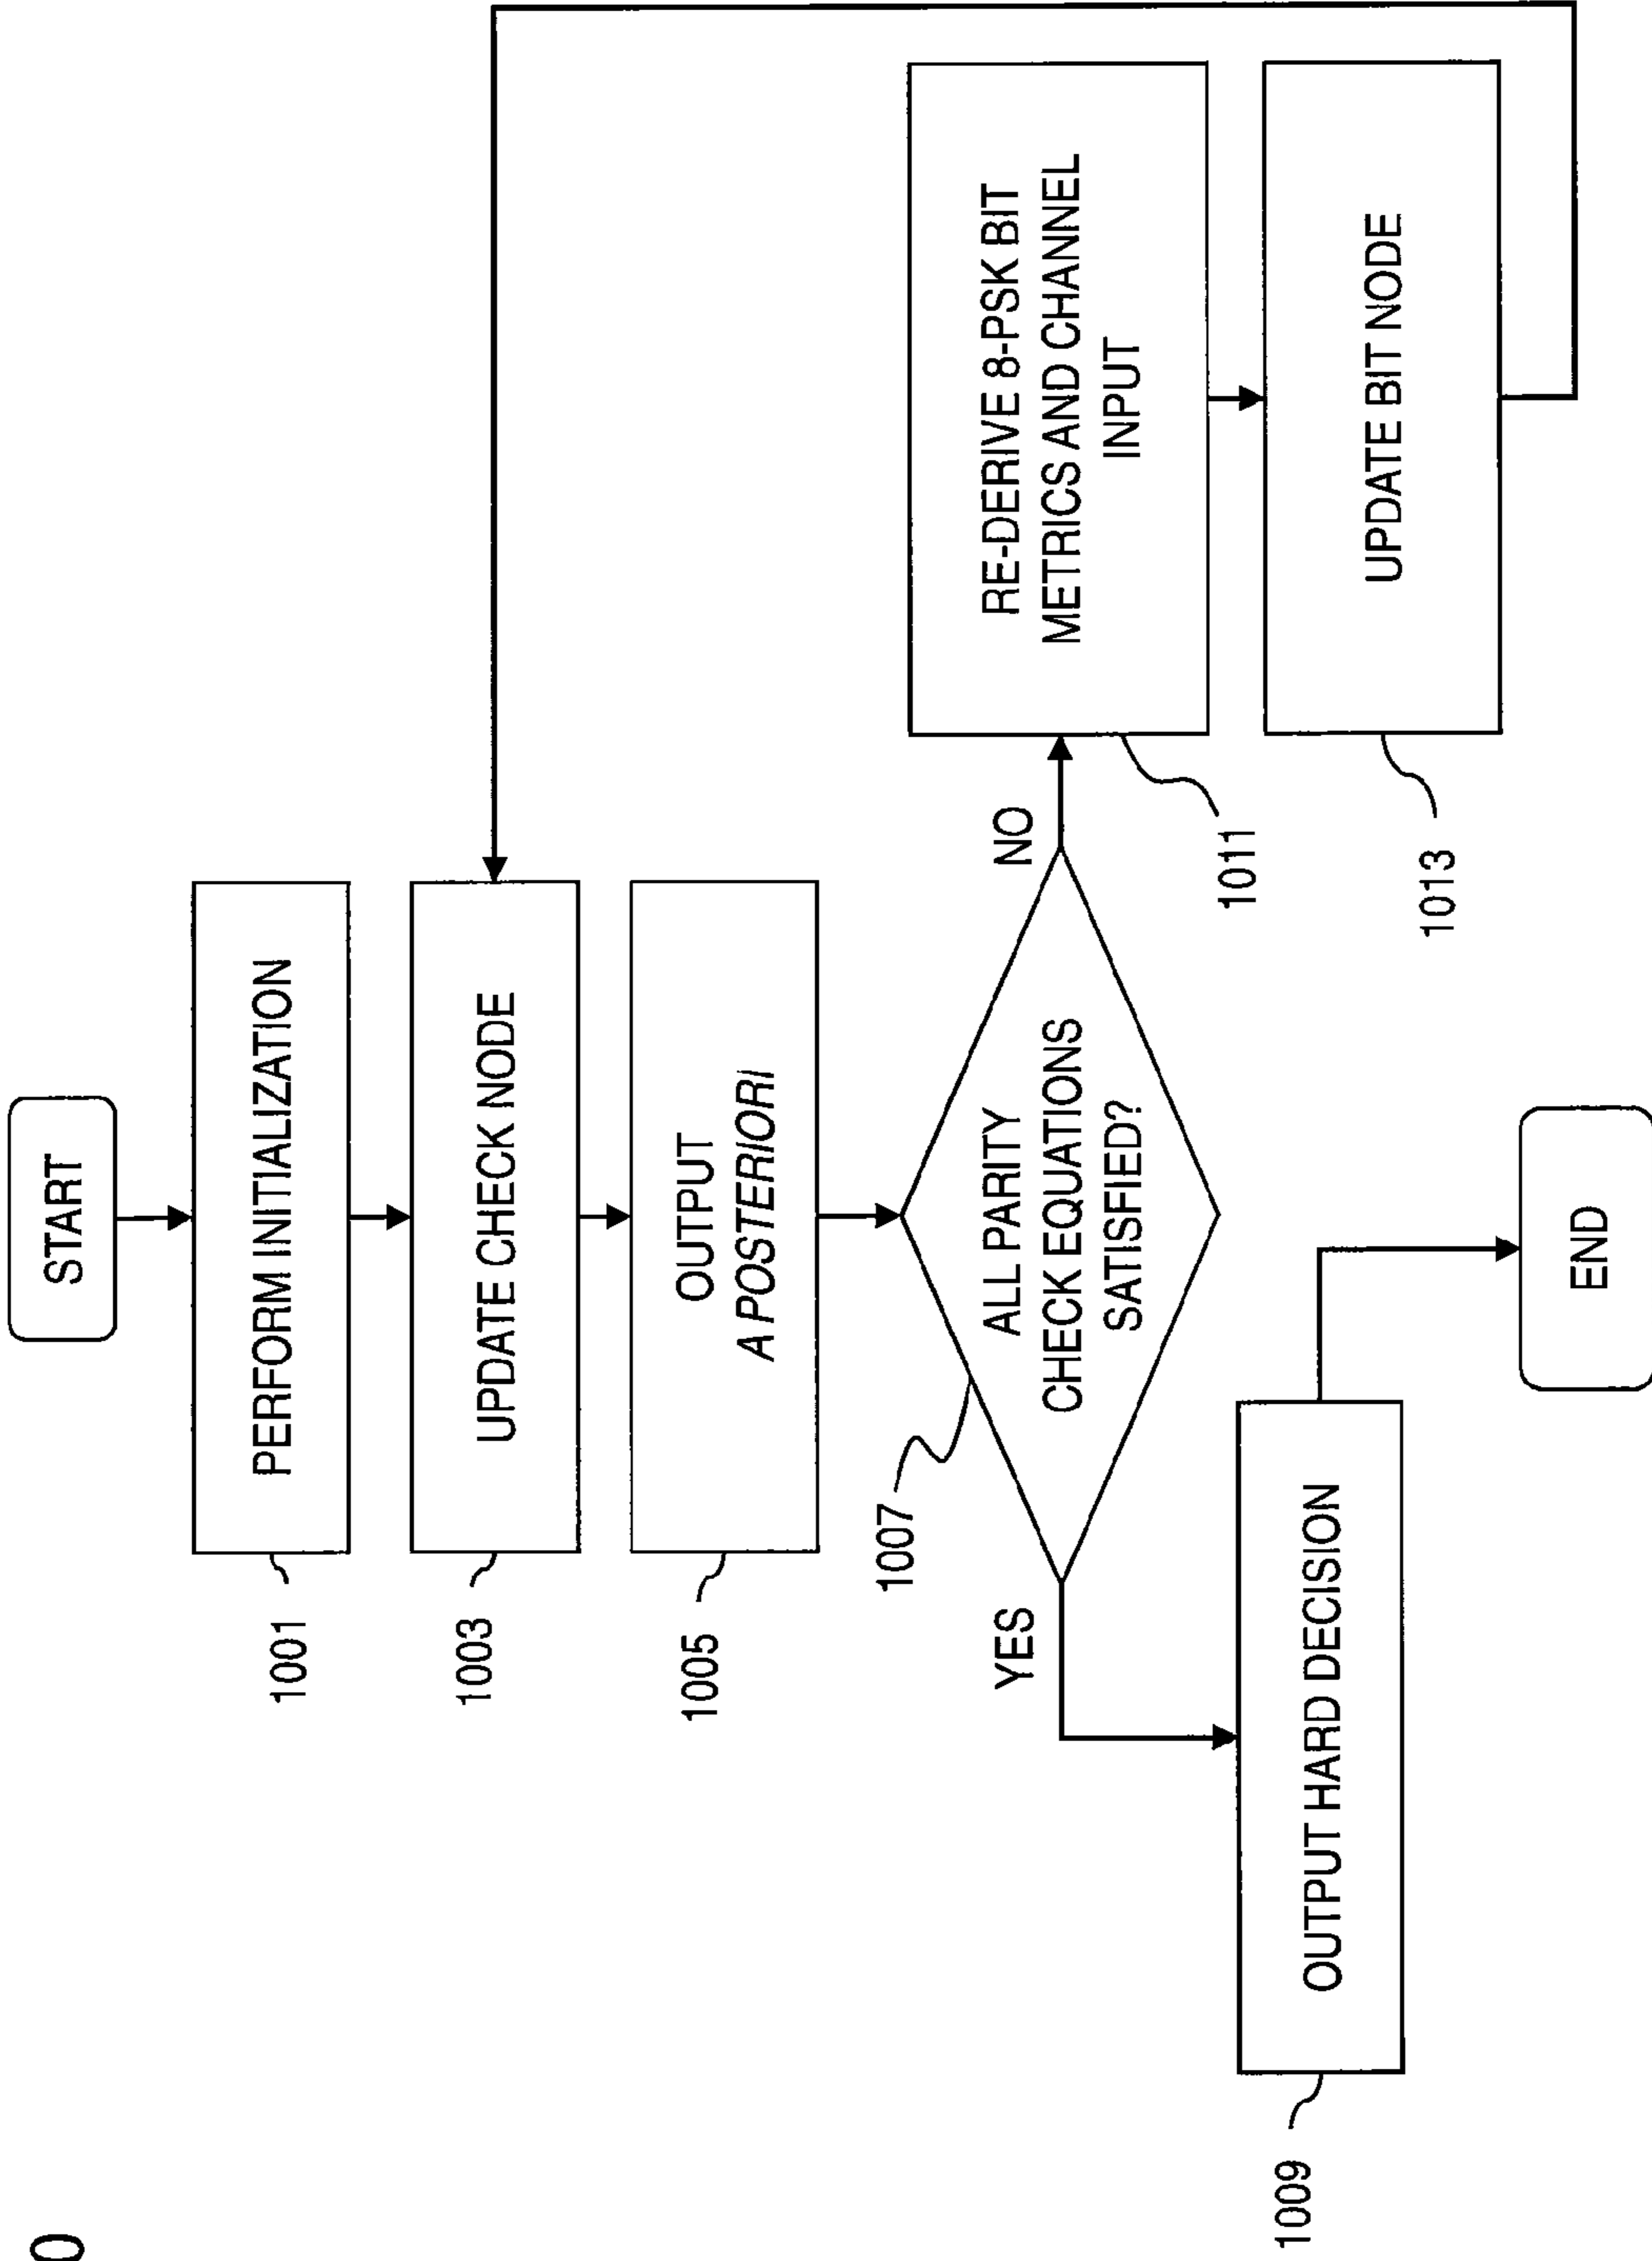 START
PERFORM INITIALIZATION
1001
UPDATE CHECK NODE
1003
OUTPUT
A POSTERIORI
1005
ALL PARITY
CHECK EQUATIONS
SATISFIED?
1007
YES
NO
RE-DERIVE 8-PSK BIT
METRICS AND CHANNEL
INPUT
1011
UPDATE BIT NODE
1013
OUTPUT HARD DECISION
1009
END
0